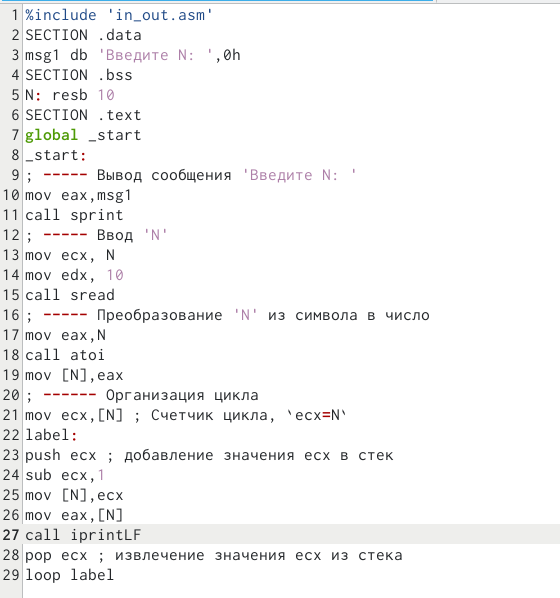 1 %include 'in_out.asm'
2 SECTION .data
3 msg1 db 'Введите N: ',0h
4 SECTION .bss
5 N: resb 10
6 SECTION .text
7 global _start
8 _start:
9 ; ----- Вывод сообщения 'Введите N: '
10 mov eax,msg1
11 call sprint
12 ; ----- Ввод 'N'
13 mov ecx, N
14 mov edx, 10
15 call sread
16 ; ----- Преобразование 'N' из символа в число
17 mov eax,N
18 call atoi
19 mov [N],eax
20 ; ------ Организация цикла
21 mov ecx,[N] ; Счетчик цикла, `ecx=N`
22 label:
23 push ecx ; добавление значения ecx в стек
24 sub ecx,1
25 mov [N],ecx
26 mov eax,[N]
27 call iprintLF
28 pop ecx ; извлечение значения ecx из стека
29 loop label